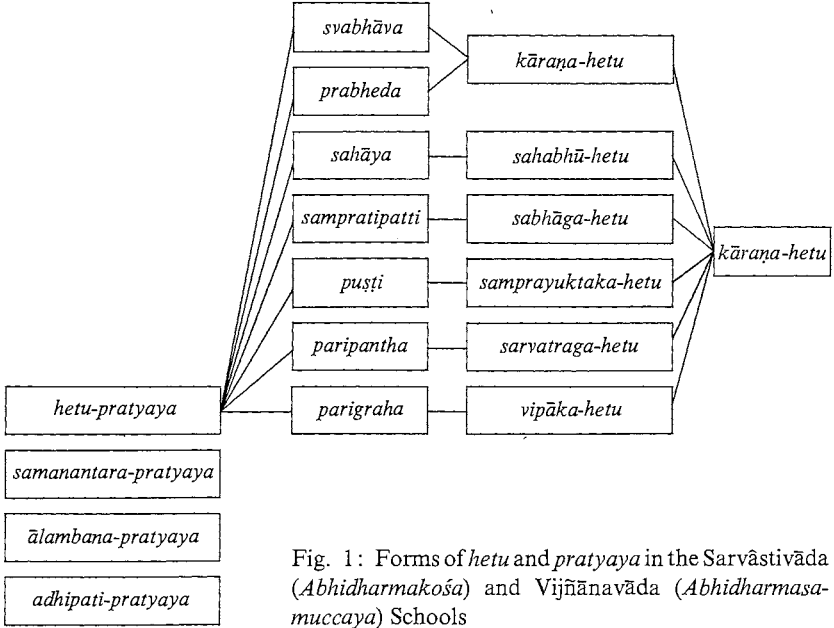 svabhāva
kāraṇa-hetu
prabheda
sahāya
sahabhū-hetu
sampratipatti
sabhāga-hetu
kāraṇa-hetu
puṣṭi
samprayuktaka-hetu
paripantha
sarvatraga-hetu
hetu-pratyaya
parigraha
vipāka-hetu
samanantara-pratyaya
ālambana-pratyaya
adhipati-pratyaya
Fig. 1: Forms of hetu and pratyaya in the Sarvâstivāda
(Abhidharmakośa) and Vijñānavāda (Abhidharmasa-
muccaya) Schools